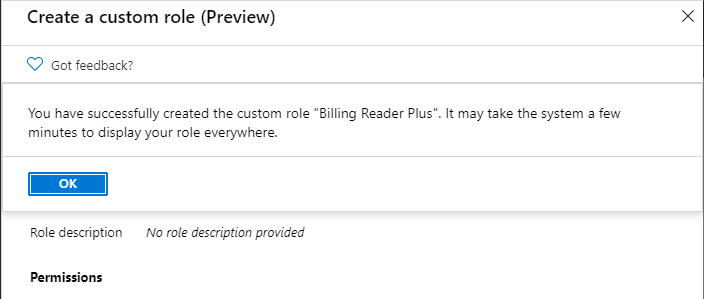 Create a custom role (Preview)
Got feedback?
You have successfully created the custom role "Billing Reader Plus". It may take the system a few
minutes to display your role everywhere.
OK
Role description No role description provided
Permissions